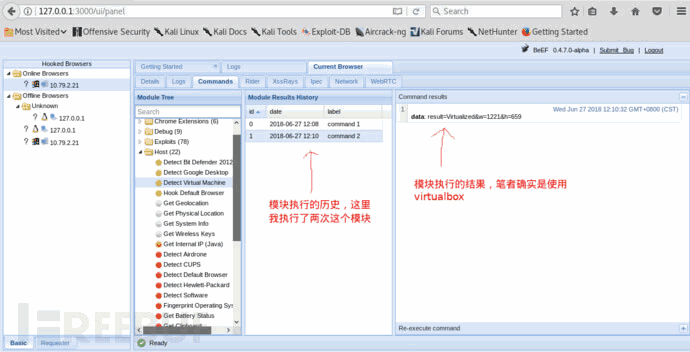 127.0.0.1:3000/ui/panel
Search
Most Visited
Offensive Security
Kali Linux
Kali Docs
Kali Tools
Exploit-DB
Aircrack-ng
Kali Forums
NetHunter
Getting Started
BeEF 0.4.7.0-alpha | Submit Bug | Logout
Hooked Browsers
Online Browsers
? 10.79.2.21
Offline Browsers
Unknown
? 127.0.0.1
? 127.0.0.1
? 10.79.2.21
Basic
Requester
Getting Started
Logs
Current Browser
Details
Logs
Commands
Rider
XssRays
Ipec
Network
WebRTC
Module Tree
Search
Chrome Extensions (6)
Debug (9)
Exploits (78)
Host (22)
Detect Bit Defender 2012
Detect Google Desktop
Detect Virtual Machine
Hook Default Browser
Get Geolocation
Get Physical Location
Get System Info
Get Wireless Keys
Get Internal IP (Java)
Detect Airdrone
Detect CUPS
Detect Default Browser
Detect Hewlett-Packard
Detect Software
Fingerprint Operating Sys
Get Battery Status
Get Clipboard
Module Results History
id date label
0 2018-06-27 12:08 command 1
1 2018-06-27 12:10 command 2
模块执行的历史，这里
我执行了两次这个模块
Command results
1 Wed Jun 27 2018 12:10:32 GMT+0800 (CST)
data: result=Virtualized&w=1221&h=659
模块执行的结果，笔者确实是使用
virtualbox
Re-execute command
Ready